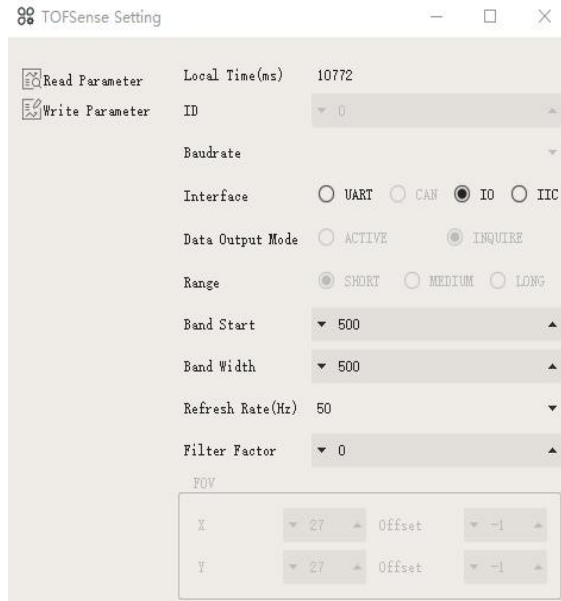 TOFSense Setting
Read Parameter
Write Parameter
Local Time(ms) 10772
ID 0
Baudrate
Interface UART CAN IO IIC
Data Output Mode ACTIVE INQUIRE
Range SHORT MEDIUM LONG
Band Start 500
Band Width 500
Refresh Rate(Hz) 50
Filter Factor 0
FOV
X 27 Offset -1
Y 27 Offset -1